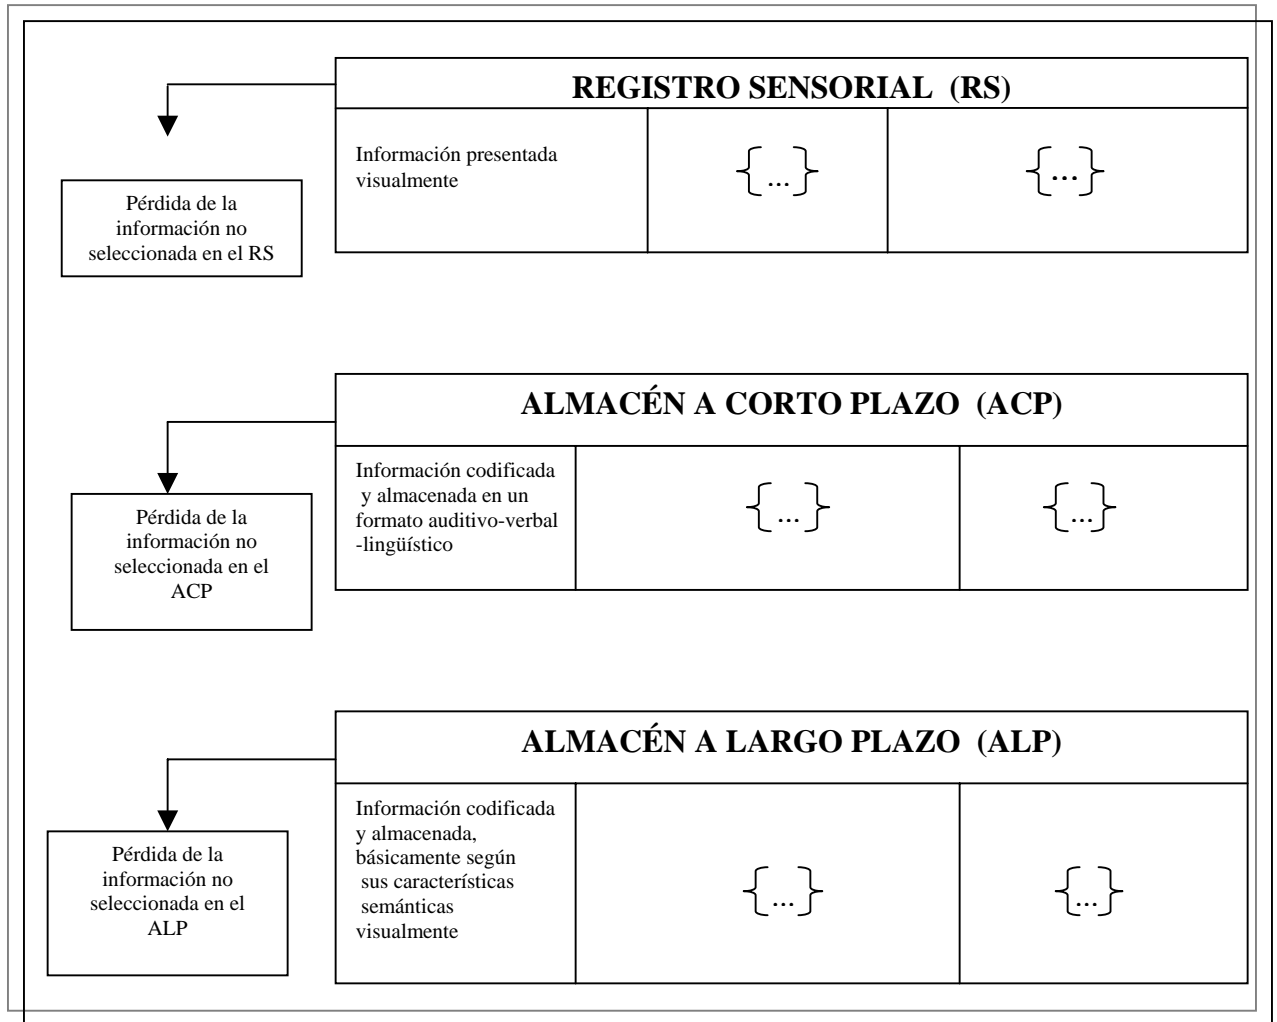 REGISTRO SENSORIAL (RS)
Información presentada
visualmente
{...}
{...}
Pérdida de la
información no
seleccionada en el RS
ALMACÉN A CORTO PLAZO (ACP)
Información codificada
y almacenada en un
formato auditivo-verbal
-lingüístico
{...}
{...}
Pérdida de la
información no
seleccionada en el
ACP
ALMACÉN A LARGO PLAZO (ALP)
Información codificada
y almacenada,
básicamente según
sus características
semánticas
visualmente
{...}
{...}
Pérdida de la
información no
seleccionada en el
ALP